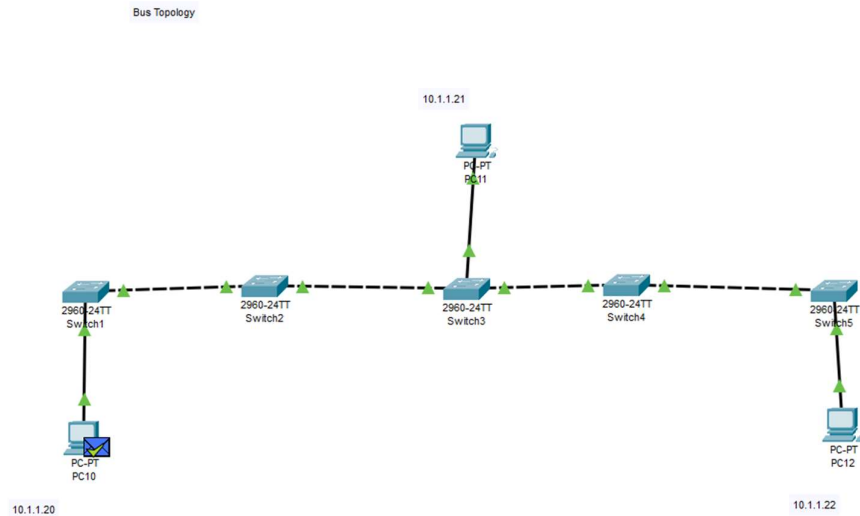 Bus Topology
10.1.1.21
PC-PT
PC11
2960-24TT
Switch1
2960-24TT
Switch2
2960-24TT
Switch3
2960-24TT
Switch4
2960-24TT
Switch5
PC-PT
PC10
PC-PT
PC12
10.1.1.20
10.1.1.22